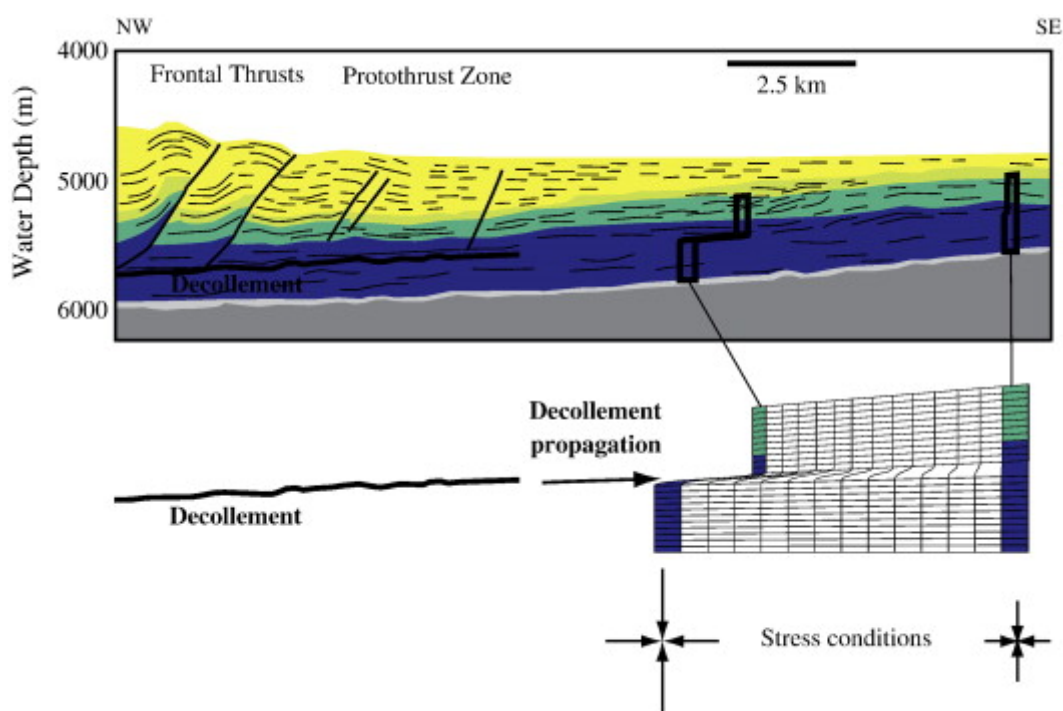 NW
SE
4000
Frontal Thrusts
Protothrust Zone
2.5 km
Water Depth (m)
5000
Decollement
6000
Decollement
propagation
Decollement
Stress conditions